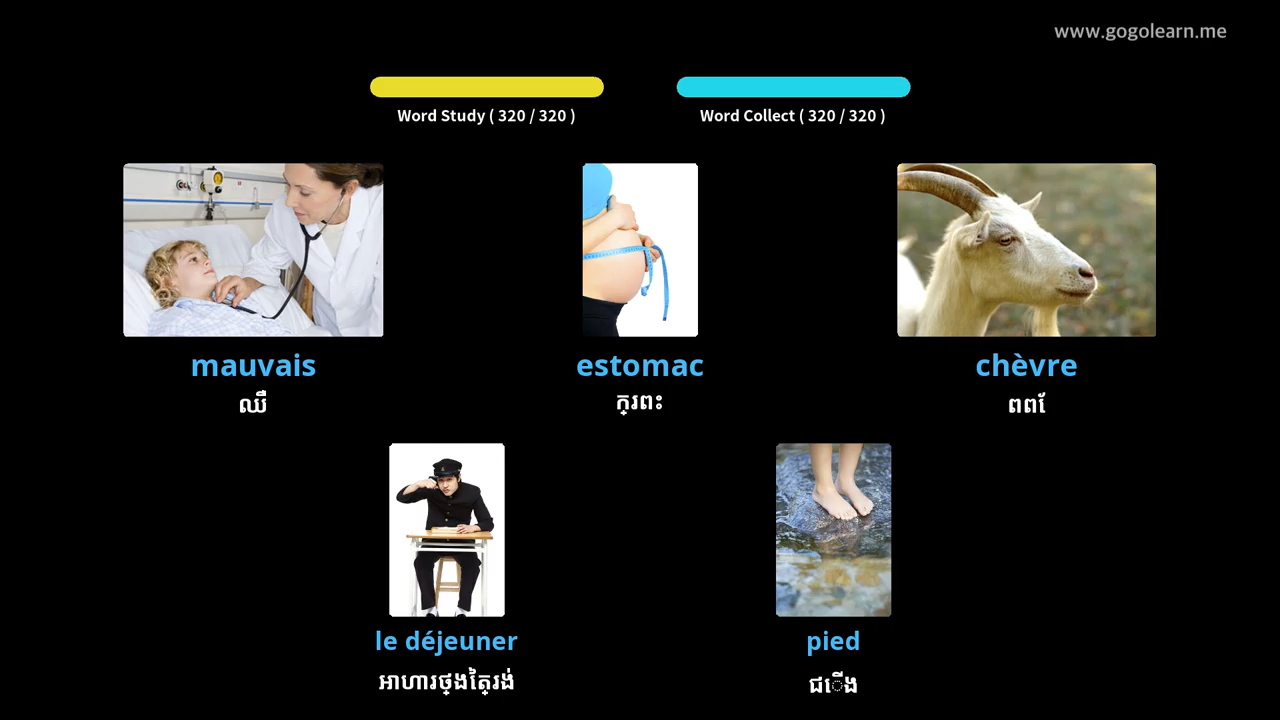 www.gogolearn.me
Word Study ( 320 / 320 )
Word Collect ( 320 / 320 )
mauvais
estomac
chèvre
ឈឺ
ក្រពះ
ពពែ
le déjeuner
pied
អាហារថ្ងៃត្រង់
ជើង